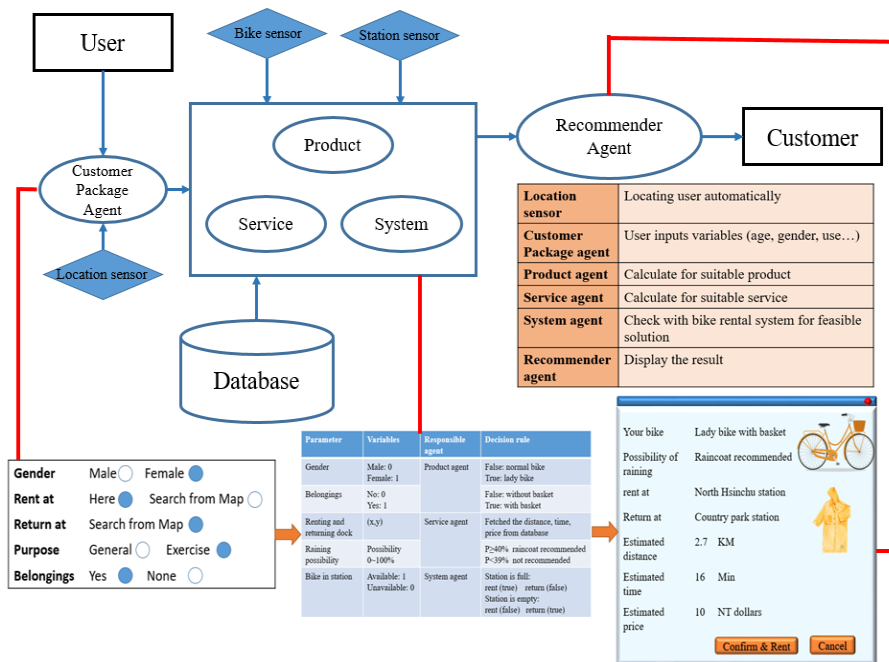 User
Bike sensor
Station sensor
Product
Service
System
Customer
Package
Agent
Location sensor
Database
Recommender
Agent
Customer
Location
sensor
Locating user automatically
Customer
Package agent
User inputs variables (age, gender, use…)
Product agent
Calculate for suitable product
Service agent
Calculate for suitable service
System agent
Check with bike rental system for feasible
solution
Recommender
agent
Display the result
Gender Male Female
Rent at Here Search from Map
Return at Search from Map
Purpose General Exercise
Belongings Yes None
Parameter
Variables
Responsible
agent
Decision rule
Gender
Male: 0
Female: 1
Product agent
False: normal bike
True: lady bike
Belongings
No: 0
Yes: 1
False: without basket
True: with basket
Renting and
returning dock
(x,y)
Service agent
Fetched the distance, time,
price from database
Raining
possibility
Possibility
0~100%
P≥40% raincoat recommended
P<39% not recommended
Bike in station
Available: 1
Unavailable: 0
System agent
Station is full:
rent (true) return (false)
Station is empty:
rent (false) return (true)
Your bike
Lady bike with basket
Possibility of
raining
Raincoat recommended
rent at
North Hsinchu station
Return at
Country park station
Estimated
distance
2.7 KM
Estimated
time
16 Min
Estimated
price
10 NT dollars
Confirm & Rent
Cancel